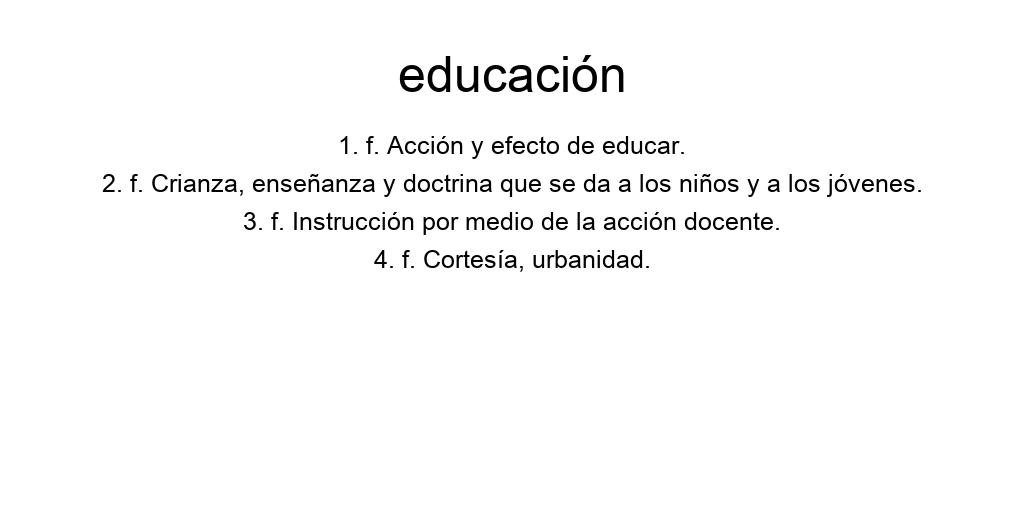 educación
1. f. Acción y efecto de educar.
2. f. Crianza, enseñanza y doctrina que se da a los niños y a los jóvenes.
3. f. Instrucción por medio de la acción docente.
4. f. Cortesía, urbanidad.